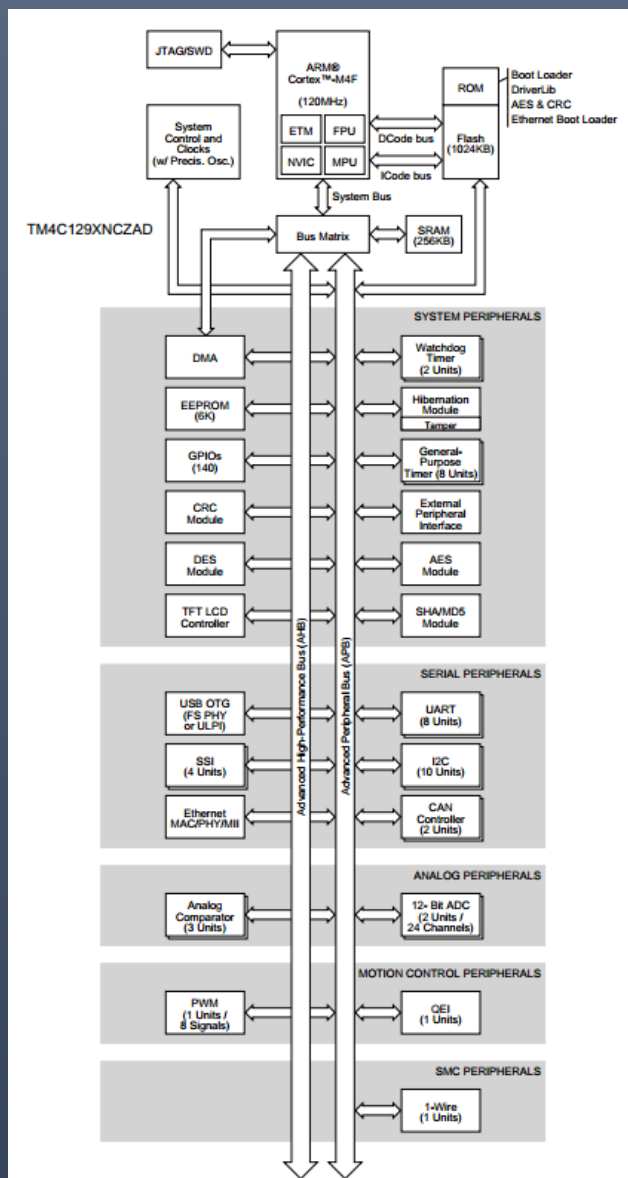 JTAG/SWD
ARM®
Cortex™-M4F
(120MHz)
ETM
FPU
NVIC
MPU
ROM
Flash
(1024KB)
Boot Loader
DriverLib
AES & CRC
Ethernet Boot Loader
DCode bus
ICode bus
System Control and
Clocks
(w/ Precis. Osc.)
System Bus
TM4C129XNCZAD
Bus Matrix
SRAM
(256KB)
SYSTEM PERIPHERALS
DMA
Watchdog
Timer
(2 Units)
EEPROM
(6K)
Hibernation
Module
Tamper
GPIOs
(140)
General-
Purpose
Timer (8 Units)
CRC
Module
External
Peripheral
Interface
DES
Module
AES
Module
TFT LCD
Controller
SHA/MD5
Module
Advanced High-Performance Bus (AHB)
Advanced Peripheral Bus (APB)
SERIAL PERIPHERALS
USB OTG
(FS PHY
or ULPI)
UART
(8 Units)
SSI
(4 Units)
I2C
(10 Units)
Ethernet
MAC/PHY/MII
CAN
Controller
(2 Units)
ANALOG PERIPHERALS
Analog
Comparator
(3 Units)
12- Bit ADC
(2 Units /
24 Channels)
MOTION CONTROL PERIPHERALS
PWM
(1 Units /
8 Signals)
QEI
(1 Units)
SMC PERIPHERALS
1-Wire
(1 Units)